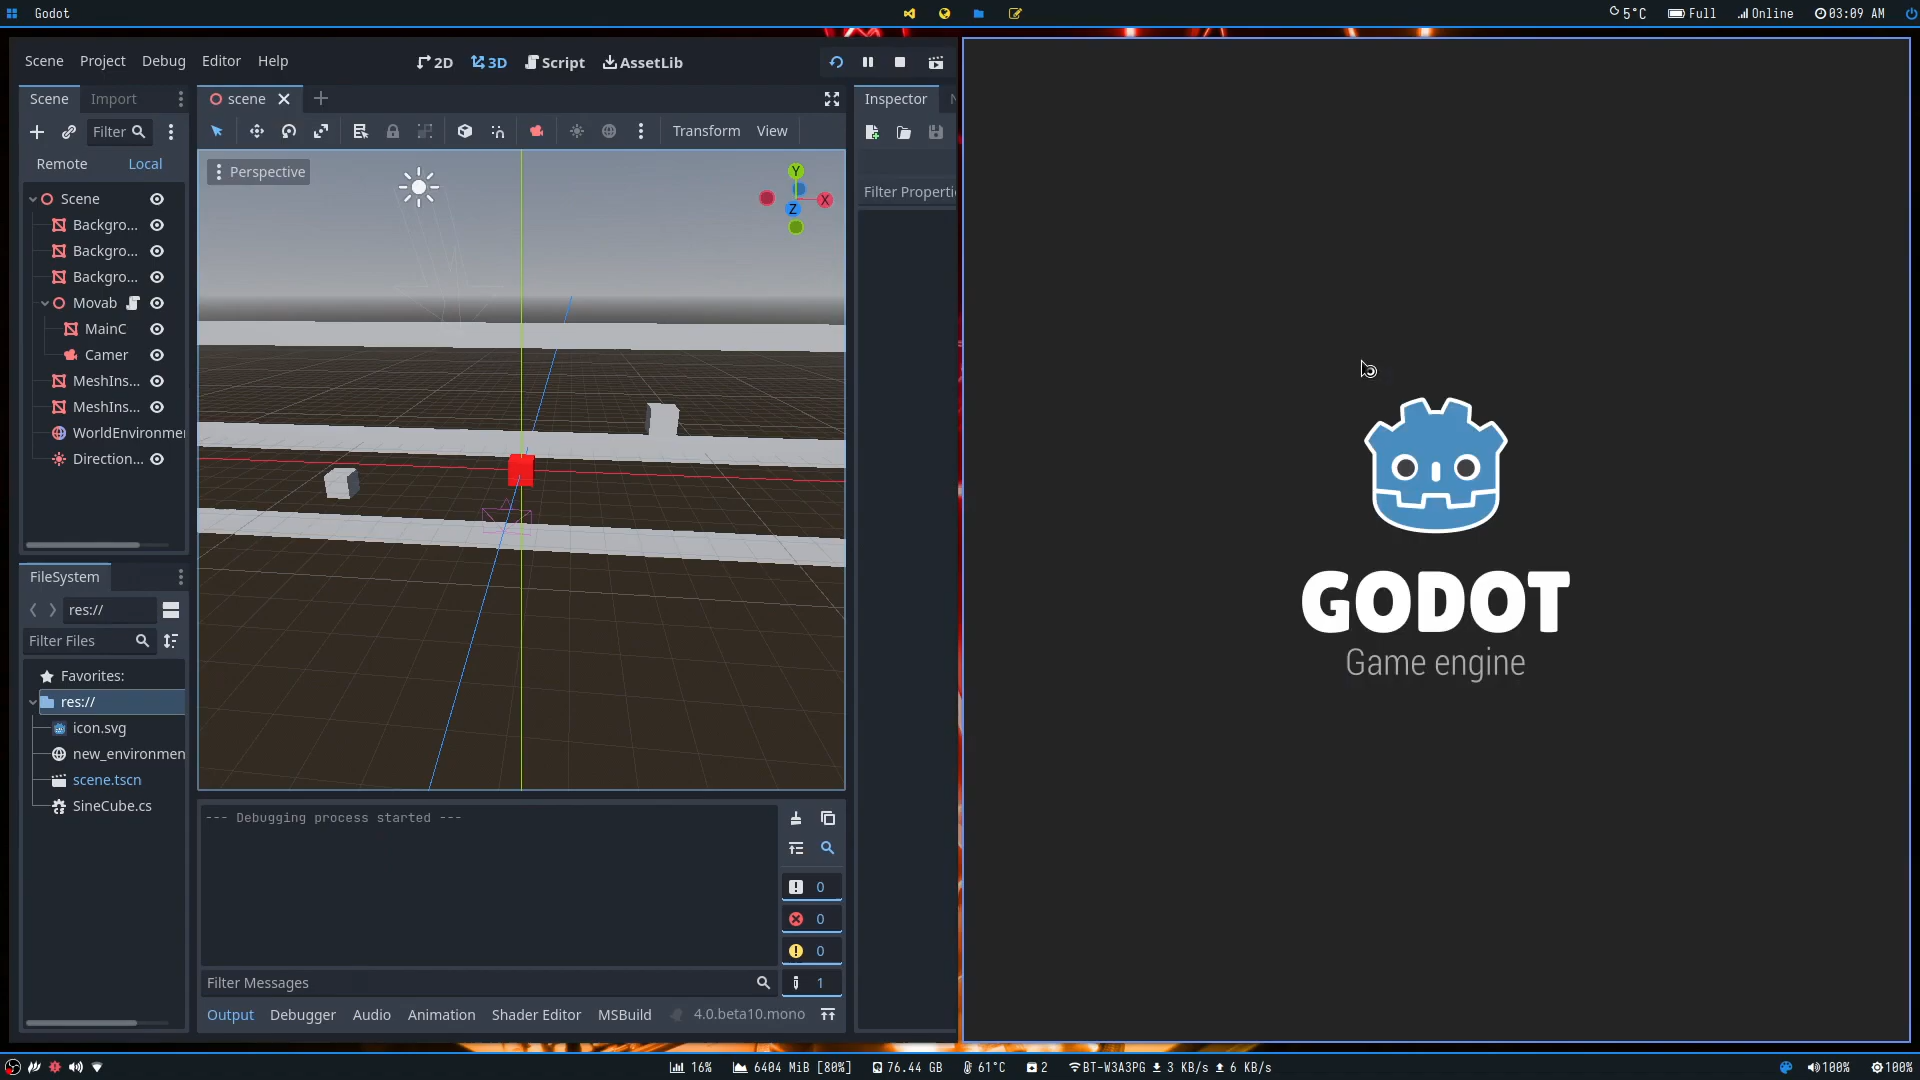 Godot
5°C
Full
Online
03:09 AM
Scene Project Debug Editor Help
2D 3D Script AssetLib
Scene Import
scene
Inspector
Filter
Transform View
Remote Local
Perspective
Y
X
Z
Filter Properti
Scene
Backgro...
Backgro...
Backgro...
Movab
MainC
Camer
MeshIns...
MeshIns...
WorldEnvironme
Direction...
FileSystem
res://
Filter Files
Favorites:
res://
icon.svg
new_environmen
scene.tscn
SineCube.cs
--- Debugging process started ---
0
0
0
1
Filter Messages
Output Debugger Audio Animation Shader Editor MSBuild 4.0.beta10.mono
GODOT
Game engine
16%
6404 MiB [80%]
76.44 GB
61°C
2
BT-W3A3PG 3 KB/s 6 KB/s
100%
100%